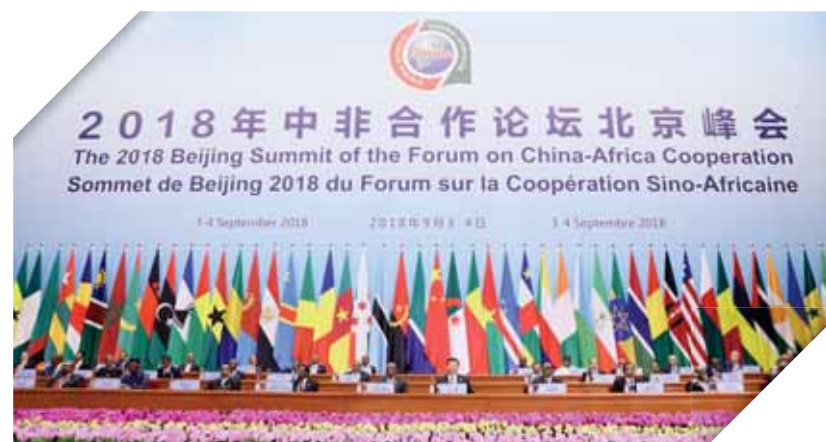 2018年中非合作论坛北京峰会
The 2018 Beijing Summit of the Forum on China-Africa Cooperation
Sommet de Beijing 2018 du Forum sur la Coopération Sino-Africaine
3-4 September 2018 2018年9月3-4日 3-4 Septembre 2018